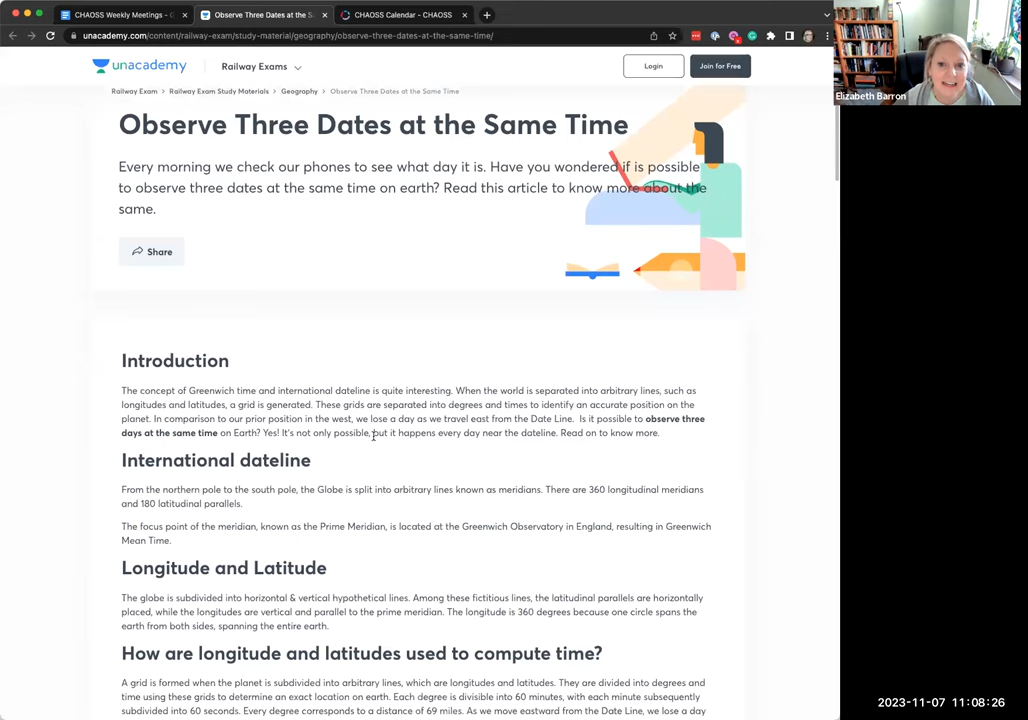 CHAOSS Weekly Meetings -
Observe Three Dates at the S
CHAOSS Calendar - CHAOSS
unacademy.com/content/railway-exam/study-material/geography/observe-three-dates-at-the-same-time/
Elizabeth Barron
unacademy
Railway Exams
Login
Join for Free
Railway Exam > Railway Exam Study Materials > Geography > Observe Three Dates at the Same Time
Observe Three Dates at the Same Time
Every morning we check our phones to see what day it is. Have you wondered if is possible
to observe three dates at the same time on earth? Read this article to know more about the
same.
Share
Introduction
The concept of Greenwich time and international dateline is quite interesting. When the world is separated into arbitrary lines, such as
longitudes and latitudes, a grid is generated. These grids are separated into degrees and times to identify an accurate position on the
planet. In comparison to our prior position in the west, we lose a day as we travel east from the Date Line. Is it possible to observe three
days at the same time on Earth? Yes! It's not only possible, but it happens every day near the dateline. Read on to know more.
International dateline
From the northern pole to the south pole, the Globe is split into arbitrary lines known as meridians. There are 360 longitudinal meridians
and 180 latitudinal parallels.
The focus point of the meridian, known as the Prime Meridian, is located at the Greenwich Observatory in England, resulting in Greenwich
Mean Time.
Longitude and Latitude
The globe is subdivided into horizontal & vertical hypothetical lines. Among these fictitious lines, the latitudinal parallels are horizontally
placed, while the longitudes are vertical and parallel to the prime meridian. The longitude is 360 degrees because one circle spans the
earth from both sides, spanning the entire earth.
How are longitude and latitudes used to compute time?
A grid is formed when the planet is subdivided into arbitrary lines, which are longitudes and latitudes. They are divided into degrees and
time using these grids to determine an exact location on earth. Each degree is divisible into 60 minutes, with each minute subsequently
subdivided into 60 seconds. Every degree corresponds to a distance of 69 miles. As we move eastward from the Date Line, we lose a day
2023-11-07 11:08:26